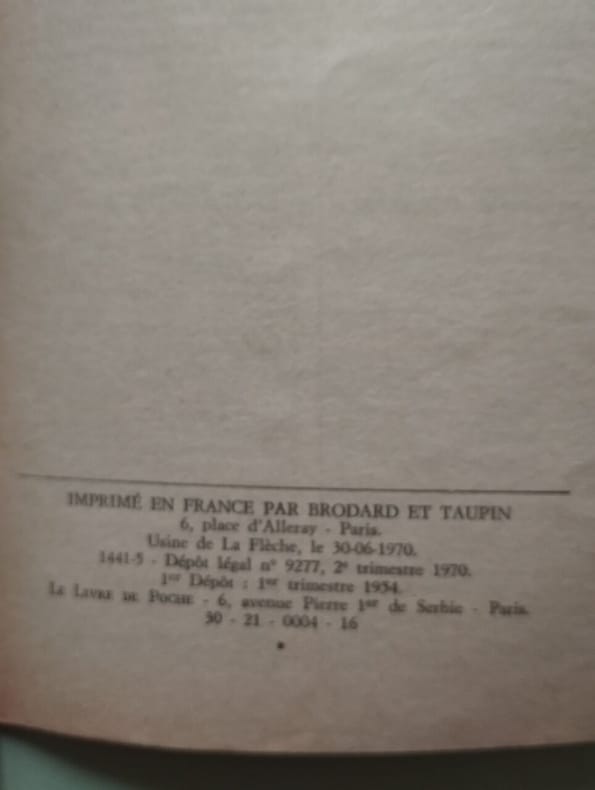 IMPRIMÉ EN FRANCE PAR BRODARD ET TAUPIN
6, place d'Alleray - Paris.
Usine de La Flèche, le 30-06-1970.
1441-5 - Dépôt légal n° 9277, 2e trimestre 1970.
1er Dépôt : 1er trimestre 1954.
LE LIVRE DE POCHE - 6, avenue Pierre 1er de Serbie - Paris.
30 - 21 - 0004 - 16